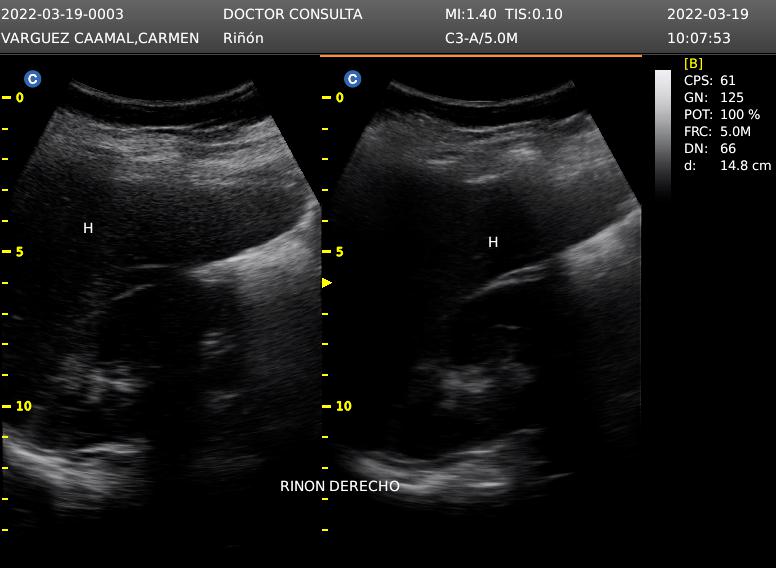 2022-03-19-0003 DOCTOR CONSULTA MI:1.40 TIS:0.10 2022-03-19
VARGUEZ CAAMAL,CARMEN Riñón C3-A/5.0M 10:07:53
C
C
[B]
CPS: 61
GN: 125
POT: 100 %
FRC: 5.0M
DN: 66
d: 14.8 cm
0
0
H
H
5
5
10
10
RINON DERECHO